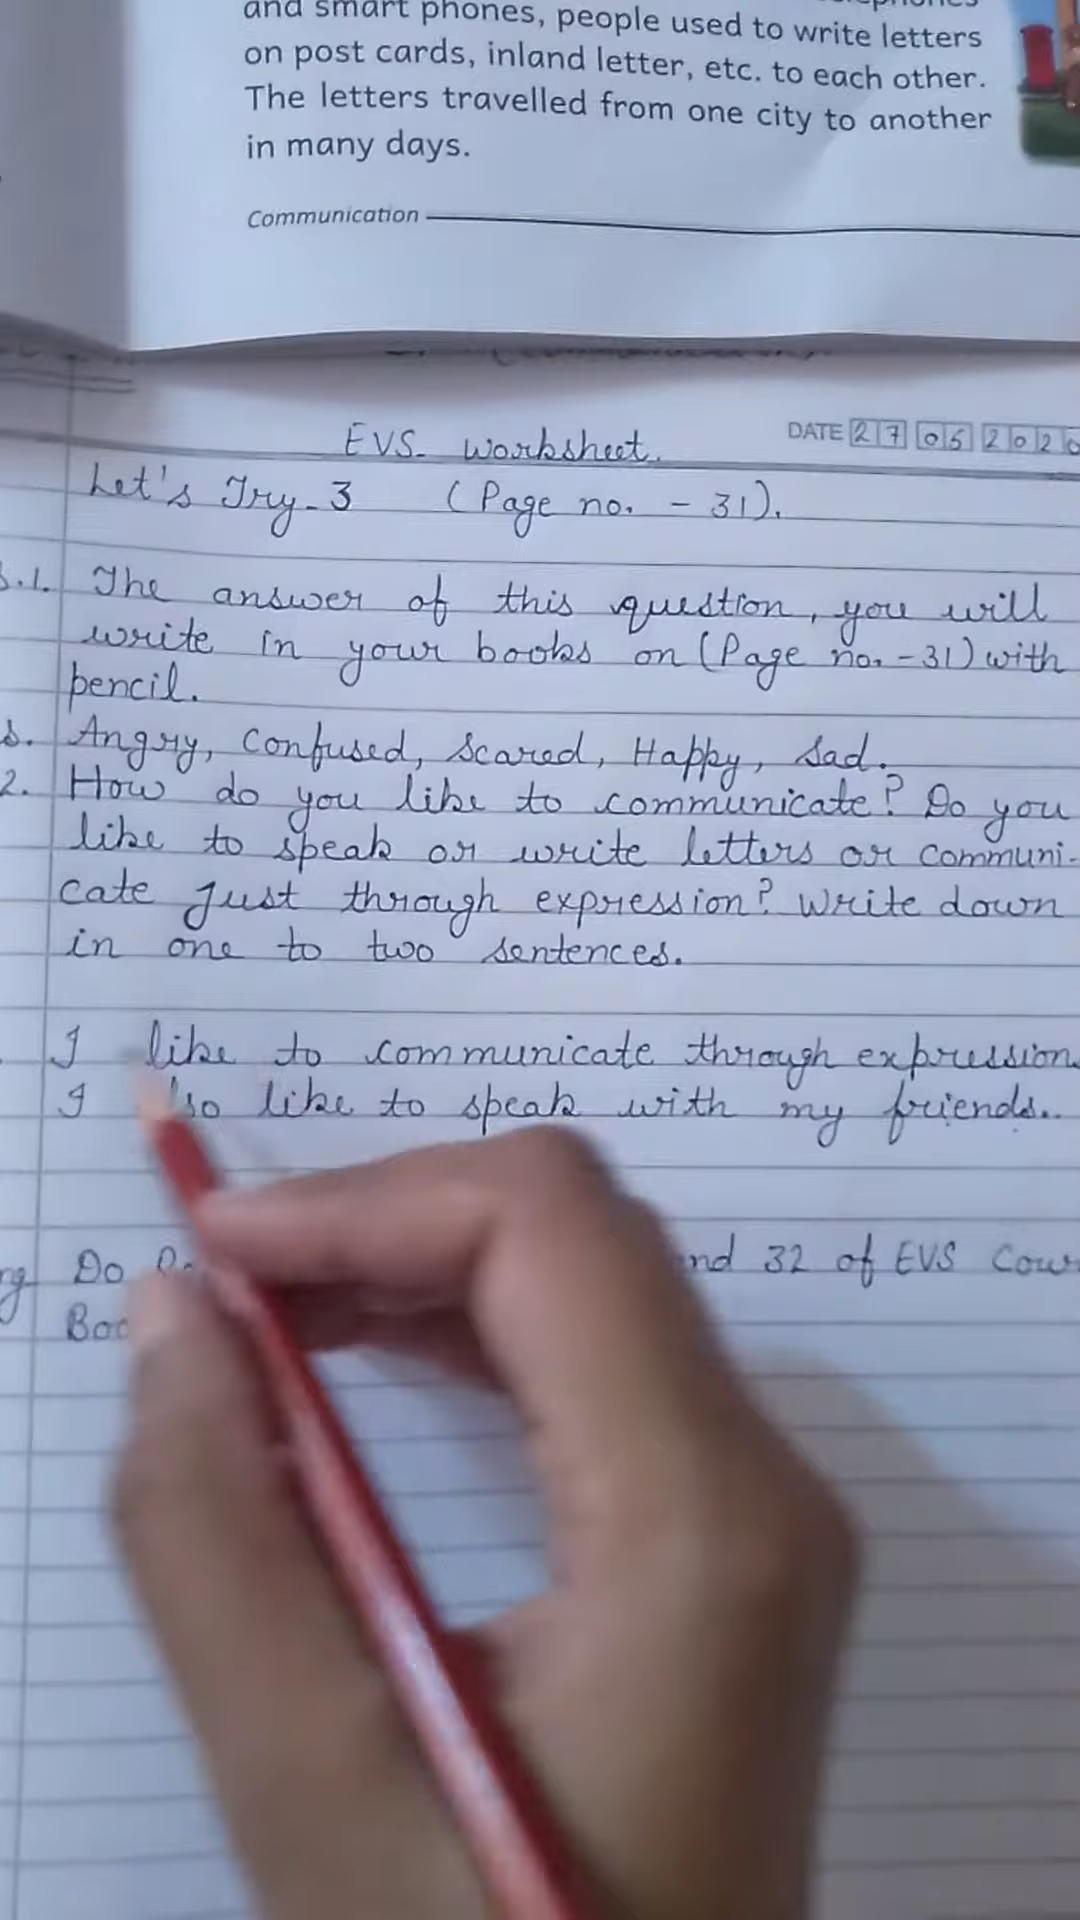 and smart phones, people used to write letters
on post cards, inland letter, etc. to each other.
The letters travelled from one city to another
in many days.
Communication
EVS. Worksheet.
DATE 27 05 2020
Let's Try-3 (Page no. - 31).
1. The answer of this question, you will
write in your books on (Page no. -31) with
pencil.
s. Angry, Confused, Scared, Happy, Sad.
2. How do you like to communicate? Do you
like to speak or write letters or communi-
cate just through expression? Write down
in one to two sentences.
I like to communicate through expression.
I like to speak with my friends..
Do 32 of EVS